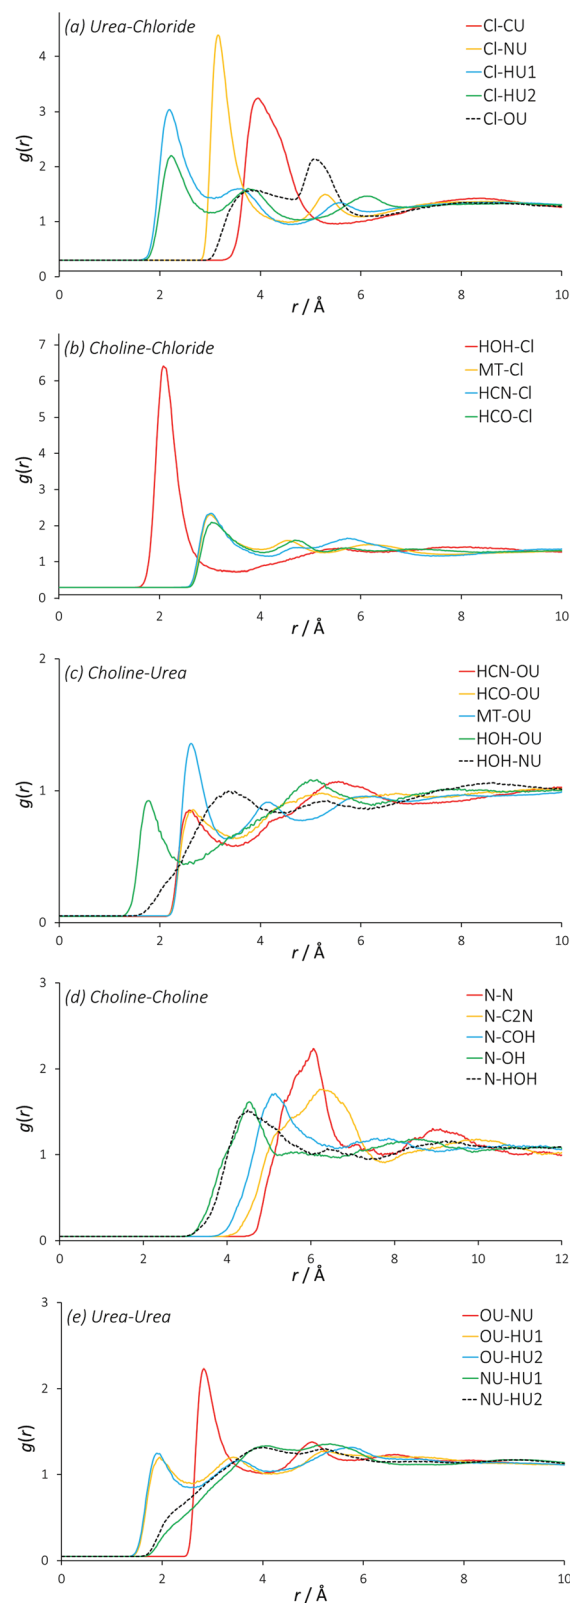 (a) Urea-Chloride
Cl-CU
Cl-NU
Cl-HU1
Cl-HU2
Cl-OU
g(r)
4
3
2
1
0
0 2 4 6 8 10
r / Å
(b) Choline-Chloride
HOH-Cl
MT-Cl
HCN-Cl
HCO-Cl
g(r)
7
6
5
4
3
2
1
0
0 2 4 6 8 10
r / Å
(c) Choline-Urea
HCN-OU
HCO-OU
MT-OU
HOH-OU
HOH-NU
g(r)
2
1
0
0 2 4 6 8 10
r / Å
(d) Choline-Choline
N-N
N-C2N
N-COH
N-OH
N-HOH
g(r)
3
2
1
0
0 2 4 6 8 10 12
r / Å
(e) Urea-Urea
OU-NU
OU-HU1
OU-HU2
NU-HU1
NU-HU2
g(r)
3
2
1
0
0 2 4 6 8 10
r / Å